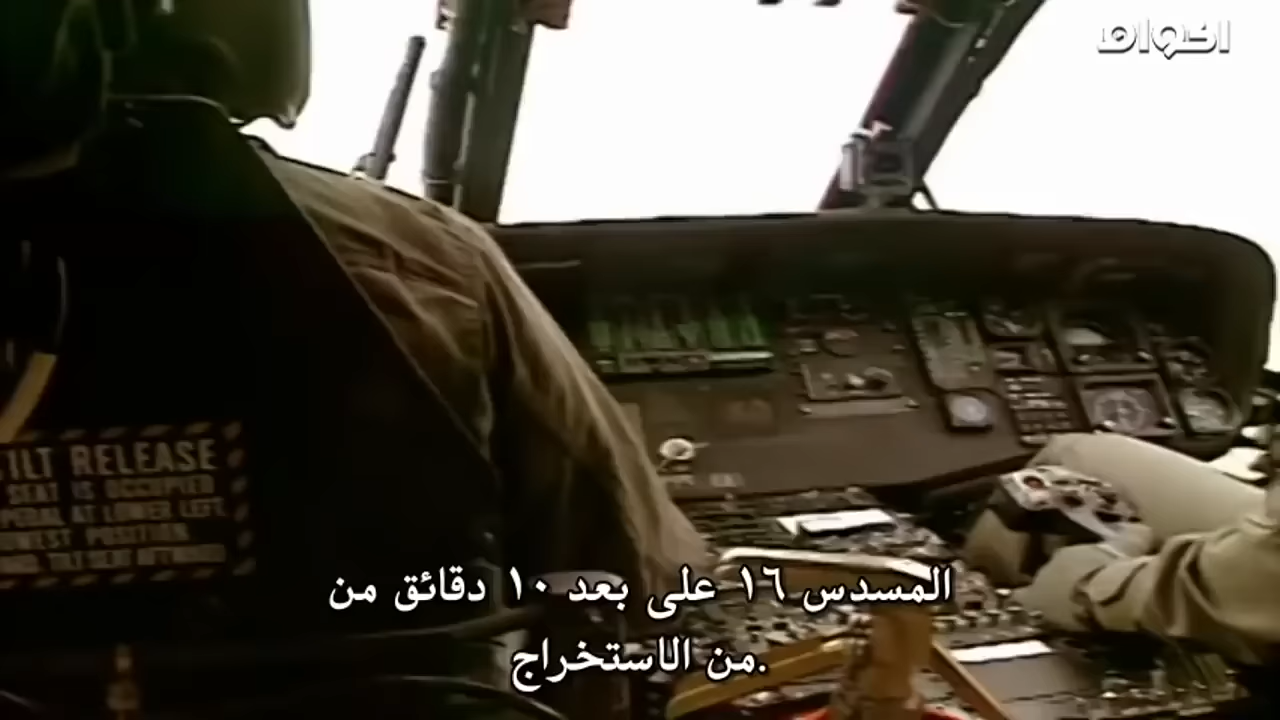 اخوان
TILT RELEASE
SEAT IS OCCUPIED
PEDAL AT LOWER LEFT
LOWEST POSITION
المسدس ١٦ على بعد ١٠ دقائق من
من الاستخراج.